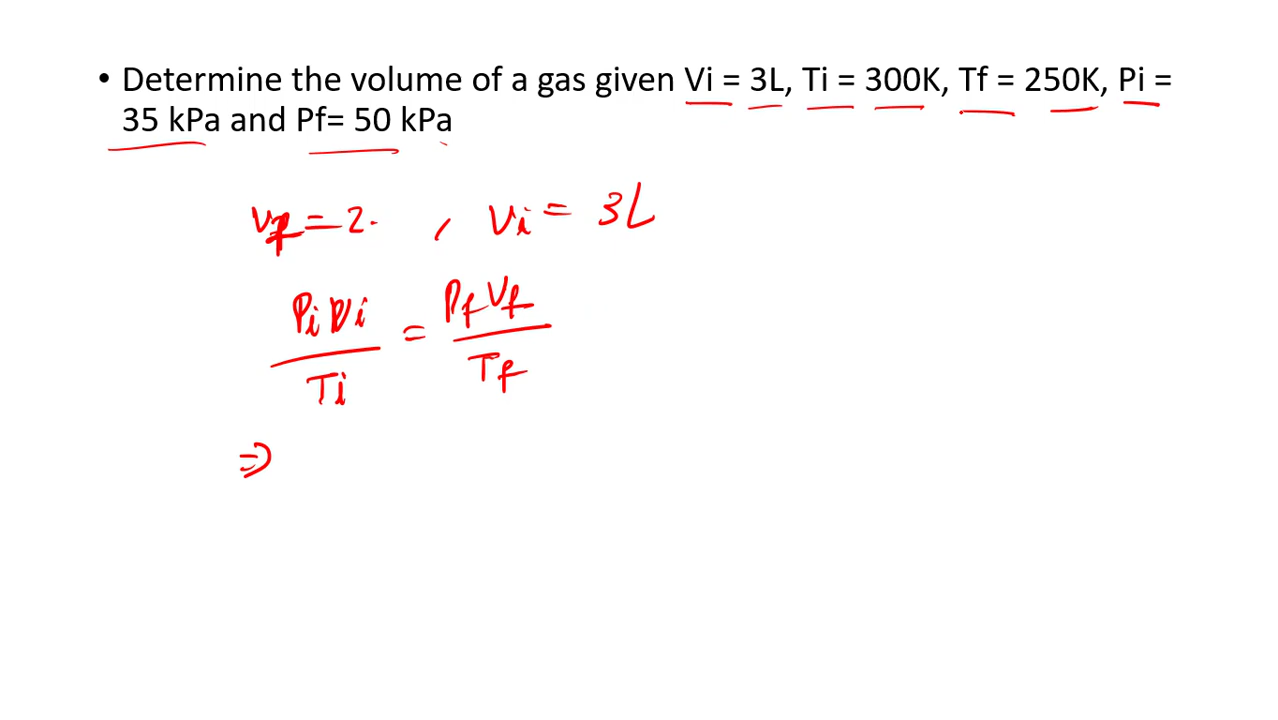 • Determine the volume of a gas given Vi = 3L, Ti = 300K, Tf = 250K, Pi =
35 kPa and Pf= 50 kPa
Vf = 2. , Vi = 3L
PiVi / Ti = PfVf / Tf
⇒